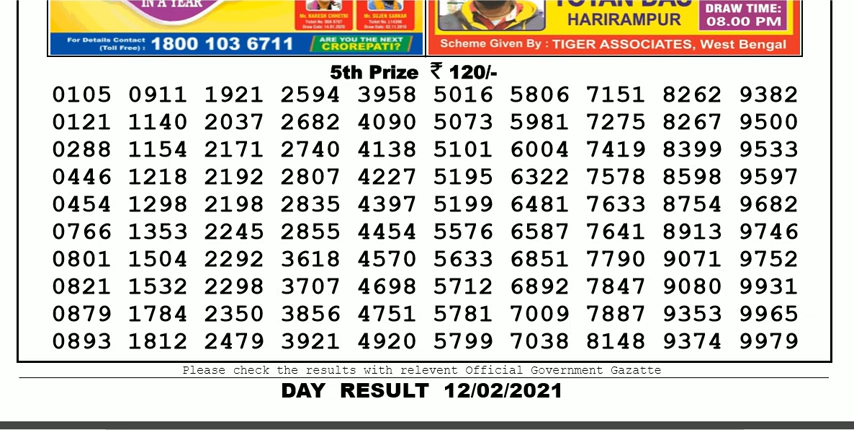 IN A YEAR
Mr. NARESH CHHETRI
Mr. SUJEN SARKAR
For Details Contact
(Toll Free) : 1800 103 6711
ARE YOU THE NEXT
CROREPATI?
HARIRAMPUR
DRAW TIME:
08.00 PM
Scheme Given By : TIGER ASSOCIATES, West Bengal
5th Prize ₹ 120/-
0105 0911 1921 2594 3958 5016 5806 7151 8262 9382
0121 1140 2037 2682 4090 5073 5981 7275 8267 9500
0288 1154 2171 2740 4138 5101 6004 7419 8399 9533
0446 1218 2192 2807 4227 5195 6322 7578 8598 9597
0454 1298 2198 2835 4397 5199 6481 7633 8754 9682
0766 1353 2245 2855 4454 5576 6587 7641 8913 9746
0801 1504 2292 3618 4570 5633 6851 7790 9071 9752
0821 1532 2298 3707 4698 5712 6892 7847 9080 9931
0879 1784 2350 3856 4751 5781 7009 7887 9353 9965
0893 1812 2479 3921 4920 5799 7038 8148 9374 9979
Please check the results with relevent Official Government Gazatte
DAY RESULT 12/02/2021